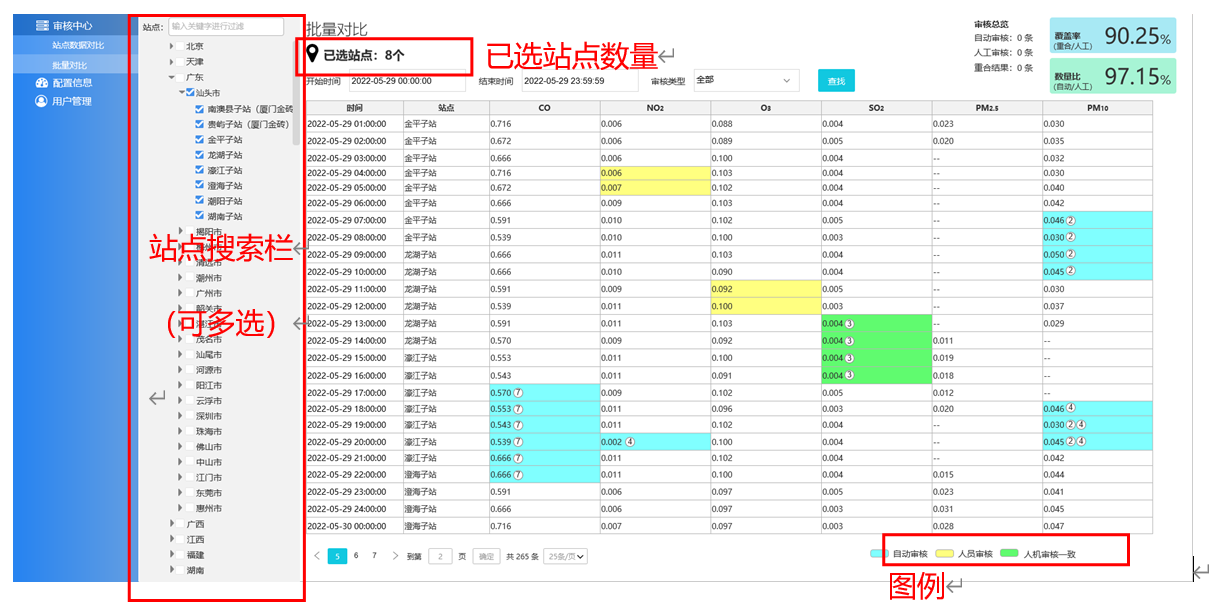 审核中心
站点数据对比
批量对比
配置信息
用户管理
站点: 输入关键字进行过滤
北京
天津
广东
汕头市
南澳县子站（厦门金砖
贵屿子站（厦门金砖）
金平子站
龙湖子站
濠江子站
澄海子站
潮阳子站
湖南子站
揭阳市
清远市
潮州市
广州市
韶关市
湛江市
茂名市
汕尾市
河源市
阳江市
云浮市
深圳市
珠海市
佛山市
中山市
江门市
东莞市
惠州市
广西
江西
福建
湖南
站点搜索栏
（可多选）
批量对比
已选站点：8个
已选站点数量
审核总览
自动审核：0 条
人工审核：0 条
重合结果：0 条
覆盖率
(重合/人工)
90.25%
数量比
(自动/人工)
97.15%
开始时间 2022-05-29 00:00:00 结束时间 2022-05-29 23:59:59 审核类型 全部 查找
时间 站点 CO NO2 O3 SO2 PM2.5 PM10
2022-05-29 01:00:00 金平子站 0.716 0.006 0.088 0.004 0.023 0.030
2022-05-29 02:00:00 金平子站 0.672 0.006 0.089 0.005 0.020 0.035
2022-05-29 03:00:00 金平子站 0.666 0.006 0.100 0.004 -- 0.032
2022-05-29 04:00:00 金平子站 0.716 0.006 0.103 0.004 -- 0.030
2022-05-29 05:00:00 金平子站 0.672 0.007 0.102 0.004 -- 0.040
2022-05-29 06:00:00 金平子站 0.666 0.009 0.103 0.004 -- 0.042
2022-05-29 07:00:00 金平子站 0.591 0.010 0.102 0.005 -- 0.046 ②
2022-05-29 08:00:00 金平子站 0.539 0.010 0.100 0.003 -- 0.030 ②
2022-05-29 09:00:00 龙湖子站 0.666 0.011 0.103 0.004 -- 0.050 ②
2022-05-29 10:00:00 龙湖子站 0.666 0.010 0.090 0.004 -- 0.045 ②
2022-05-29 11:00:00 龙湖子站 0.591 0.009 0.092 0.005 -- 0.030
2022-05-29 12:00:00 龙湖子站 0.539 0.011 0.100 0.003 -- 0.037
2022-05-29 13:00:00 龙湖子站 0.591 0.011 0.103 0.004 ③ -- 0.029
2022-05-29 14:00:00 龙湖子站 0.570 0.009 0.092 0.004 ③ 0.011 --
2022-05-29 15:00:00 濠江子站 0.553 0.011 0.100 0.004 ③ 0.019 --
2022-05-29 16:00:00 濠江子站 0.543 0.011 0.091 0.004 ③ 0.018 --
2022-05-29 17:00:00 濠江子站 0.570 ⑦ 0.009 0.102 0.005 0.012 --
2022-05-29 18:00:00 濠江子站 0.553 ⑦ 0.011 0.096 0.003 0.020 0.046 ④
2022-05-29 19:00:00 濠江子站 0.543 ⑦ 0.011 0.102 0.004 -- 0.030 ②④
2022-05-29 20:00:00 濠江子站 0.539 ⑦ 0.002 ④ 0.100 0.004 -- 0.045 ②④
2022-05-29 21:00:00 濠江子站 0.666 ⑦ 0.011 0.102 0.004 -- 0.042
2022-05-29 22:00:00 澄海子站 0.666 ⑦ 0.011 0.100 0.004 0.015 0.044
2022-05-29 23:00:00 澄海子站 0.591 0.006 0.097 0.005 0.023 0.041
2022-05-29 24:00:00 澄海子站 0.666 0.006 0.097 0.003 0.031 0.045
2022-05-30 00:00:00 澄海子站 0.716 0.007 0.097 0.003 0.028 0.047
5 6 7 到第 2 页 确定 共 265 条 25条/页
自动审核 人员审核 人机审核一致
图例